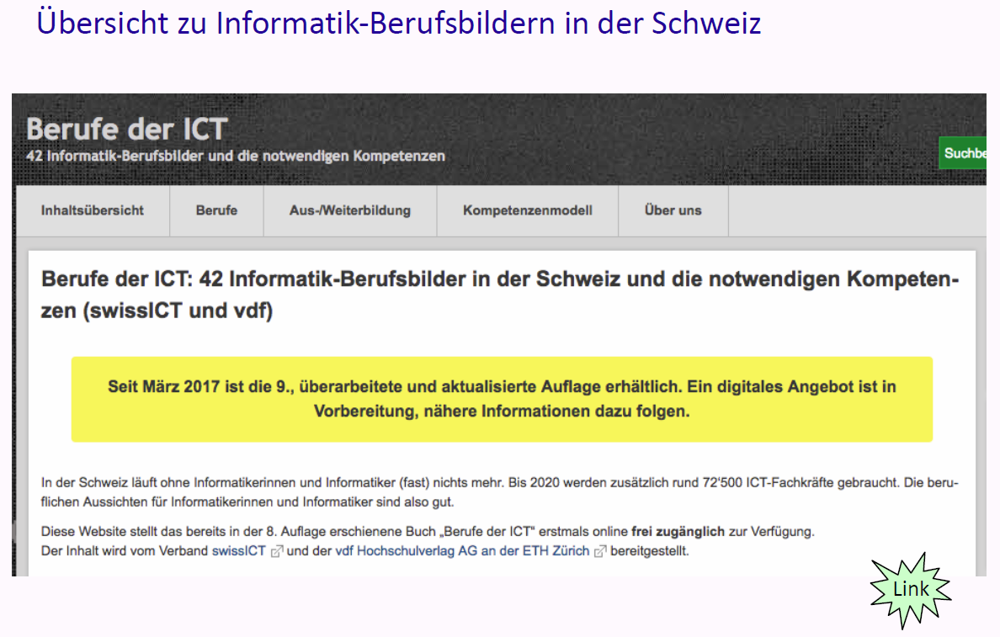 Übersicht zu Informatik-Berufsbildern in der Schweiz
Berufe der ICT
42 Informatik-Berufsbilder und die notwendigen Kompetenzen
Suchbe
Inhaltsübersicht Berufe Aus-/Weiterbildung Kompetenzenmodell Über uns
Berufe der ICT: 42 Informatik-Berufsbilder in der Schweiz und die notwendigen Kompeten-
zen (swissICT und vdf)
Seit März 2017 ist die 9., überarbeitete und aktualisierte Auflage erhältlich. Ein digitales Angebot ist in
Vorbereitung, nähere Informationen dazu folgen.
In der Schweiz läuft ohne Informatikerinnen und Informatiker (fast) nichts mehr. Bis 2020 werden zusätzlich rund 72'500 ICT-Fachkräfte gebraucht. Die beru-
flichen Aussichten für Informatikerinnen und Informatiker sind also gut.
Diese Website stellt das bereits in der 8. Auflage erschienene Buch „Berufe der ICT" erstmals online frei zugänglich zur Verfügung.
Der Inhalt wird vom Verband swissICT und der vdf Hochschulverlag AG an der ETH Zürich bereitgestellt.
Link